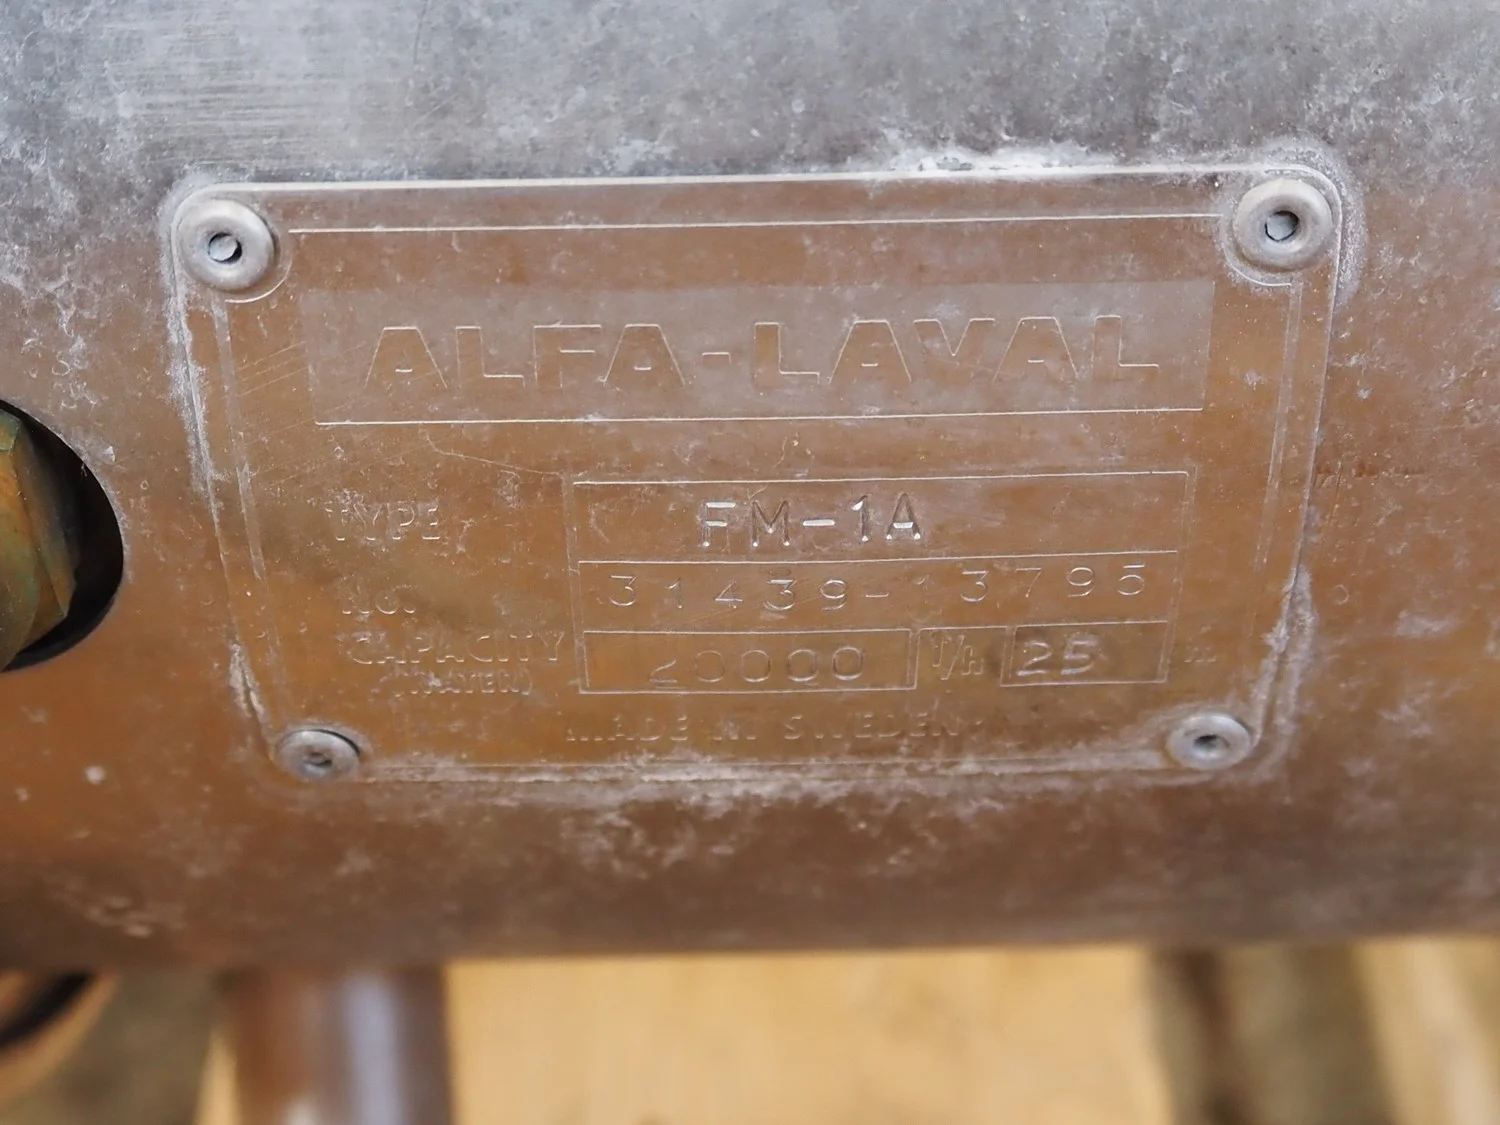 ALFA-LAVAL
TYPE FM-1A
No. 31439-13795
CAPACITY 20000 l/h 25
(WATER)
MADE IN SWEDEN